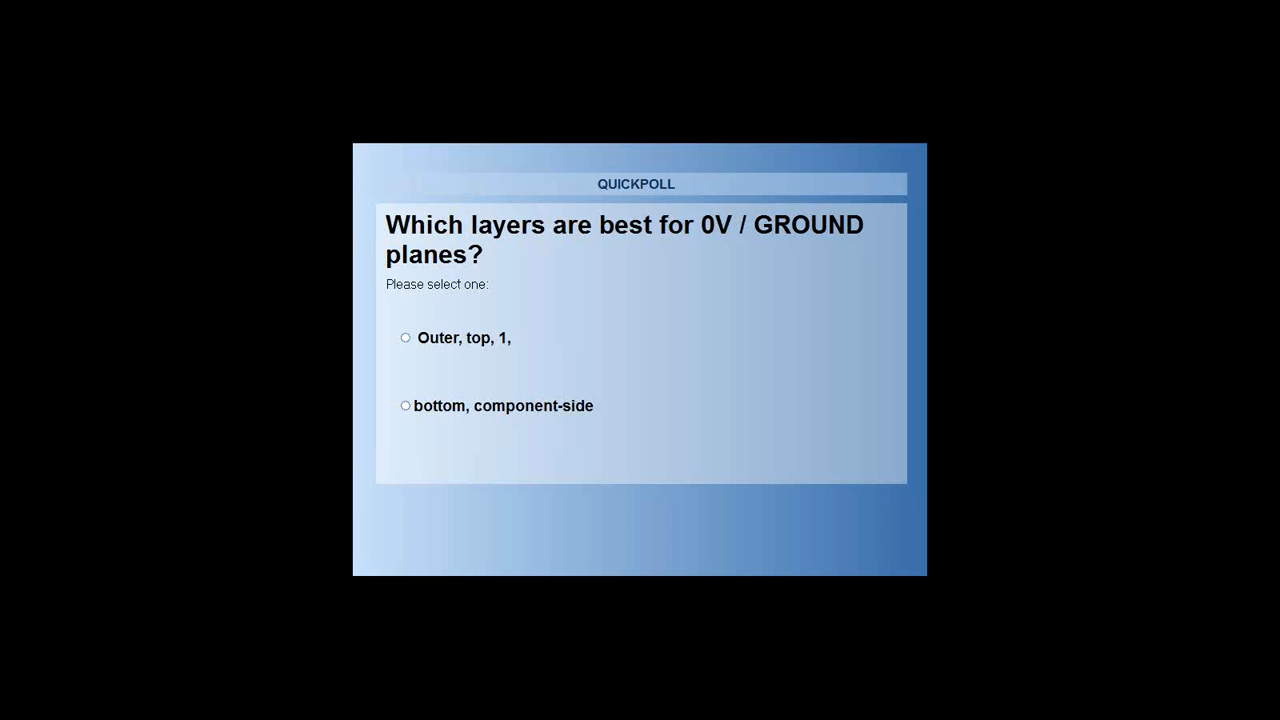 QUICKPOLL
Which layers are best for 0V / GROUND
planes?
Please select one:
Outer, top, 1,
bottom, component-side